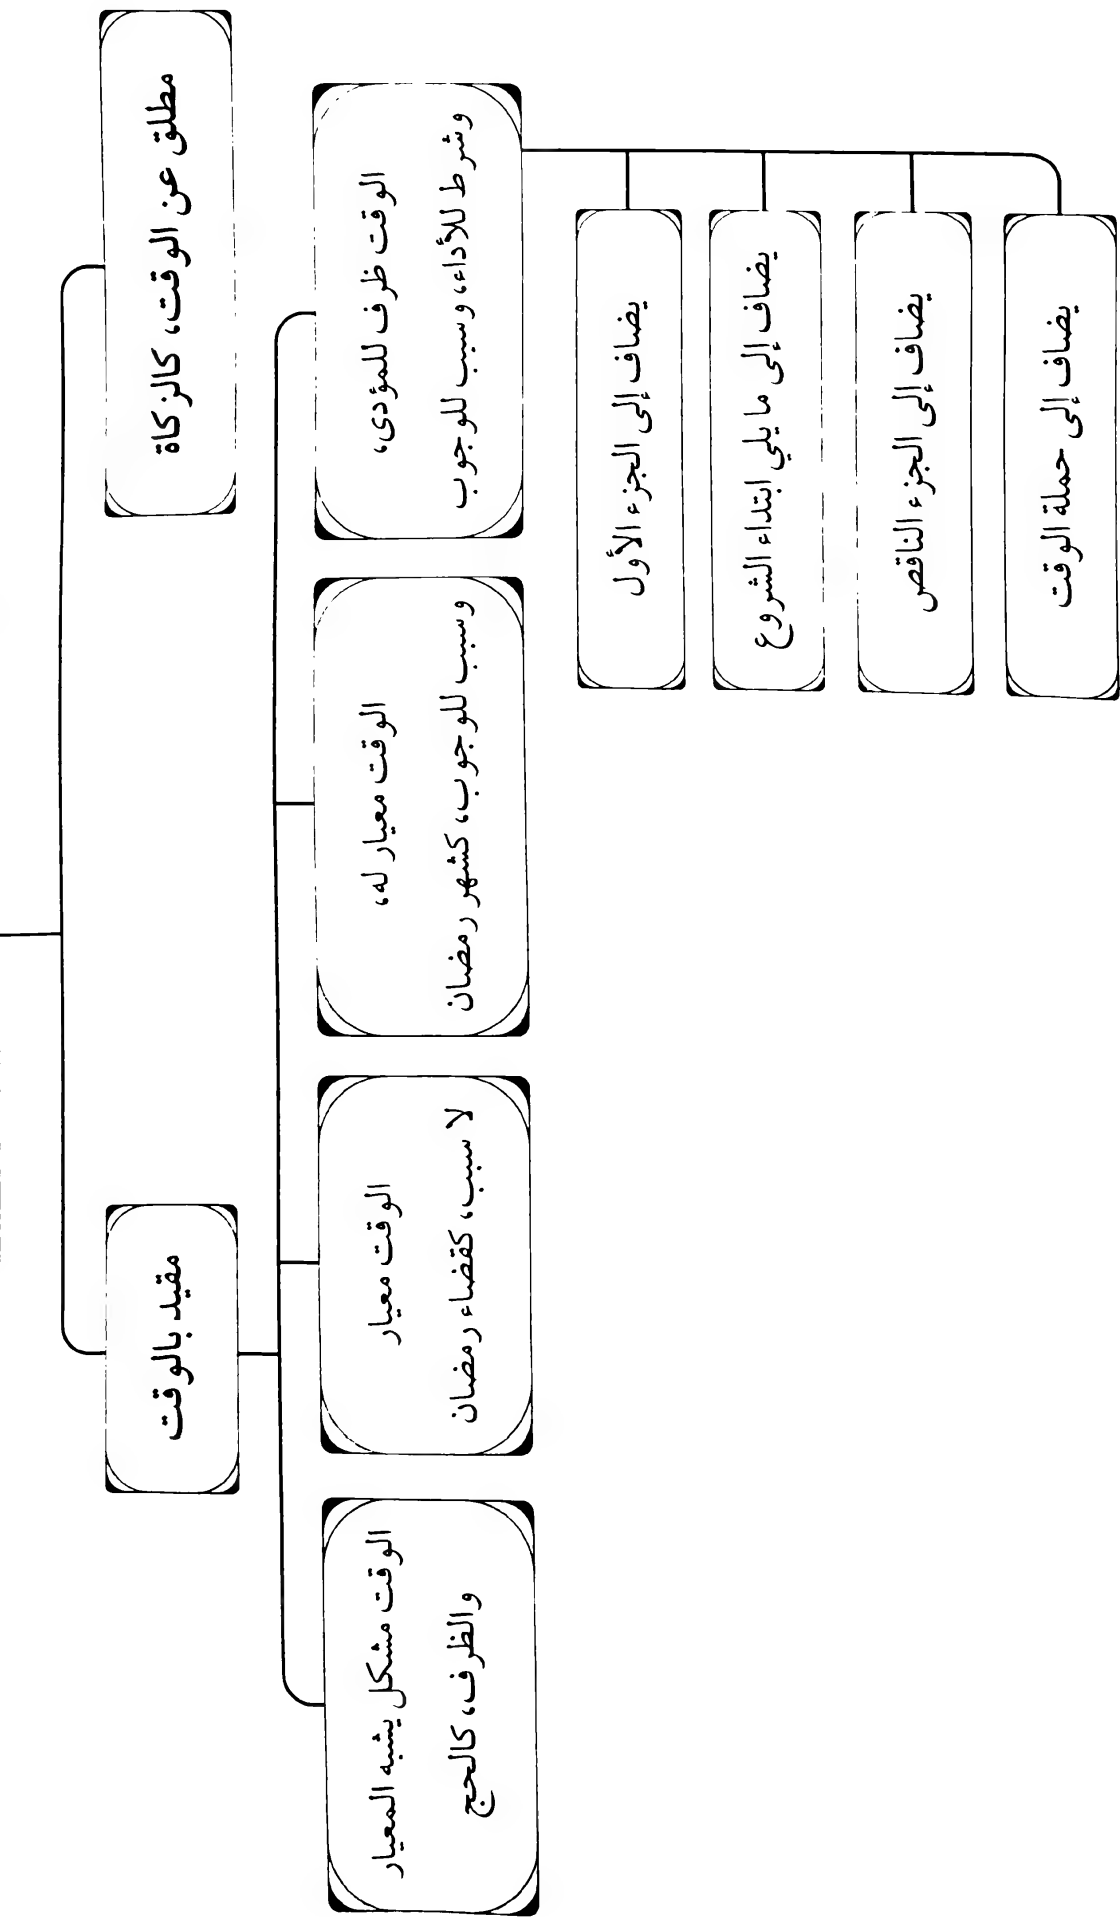 مطلق عن الوقت، كالزكاة
مقيد بالوقت
الوقت ظرف للمؤدى،
وشرط للأداء، وسبب للوجوب
الوقت معيار له،
وسبب للوجوب، كشهر رمضان
الوقت معيار
لا سبب، كقضاء رمضان
الوقت مشكل يشبه المعيار
والظرف، كالحج
يضاف إلى الجزء الأول
يضاف إلى ما يلي ابتداء الشروع
يضاف إلى الجزء الناقص
يضاف إلى حملة الوقت